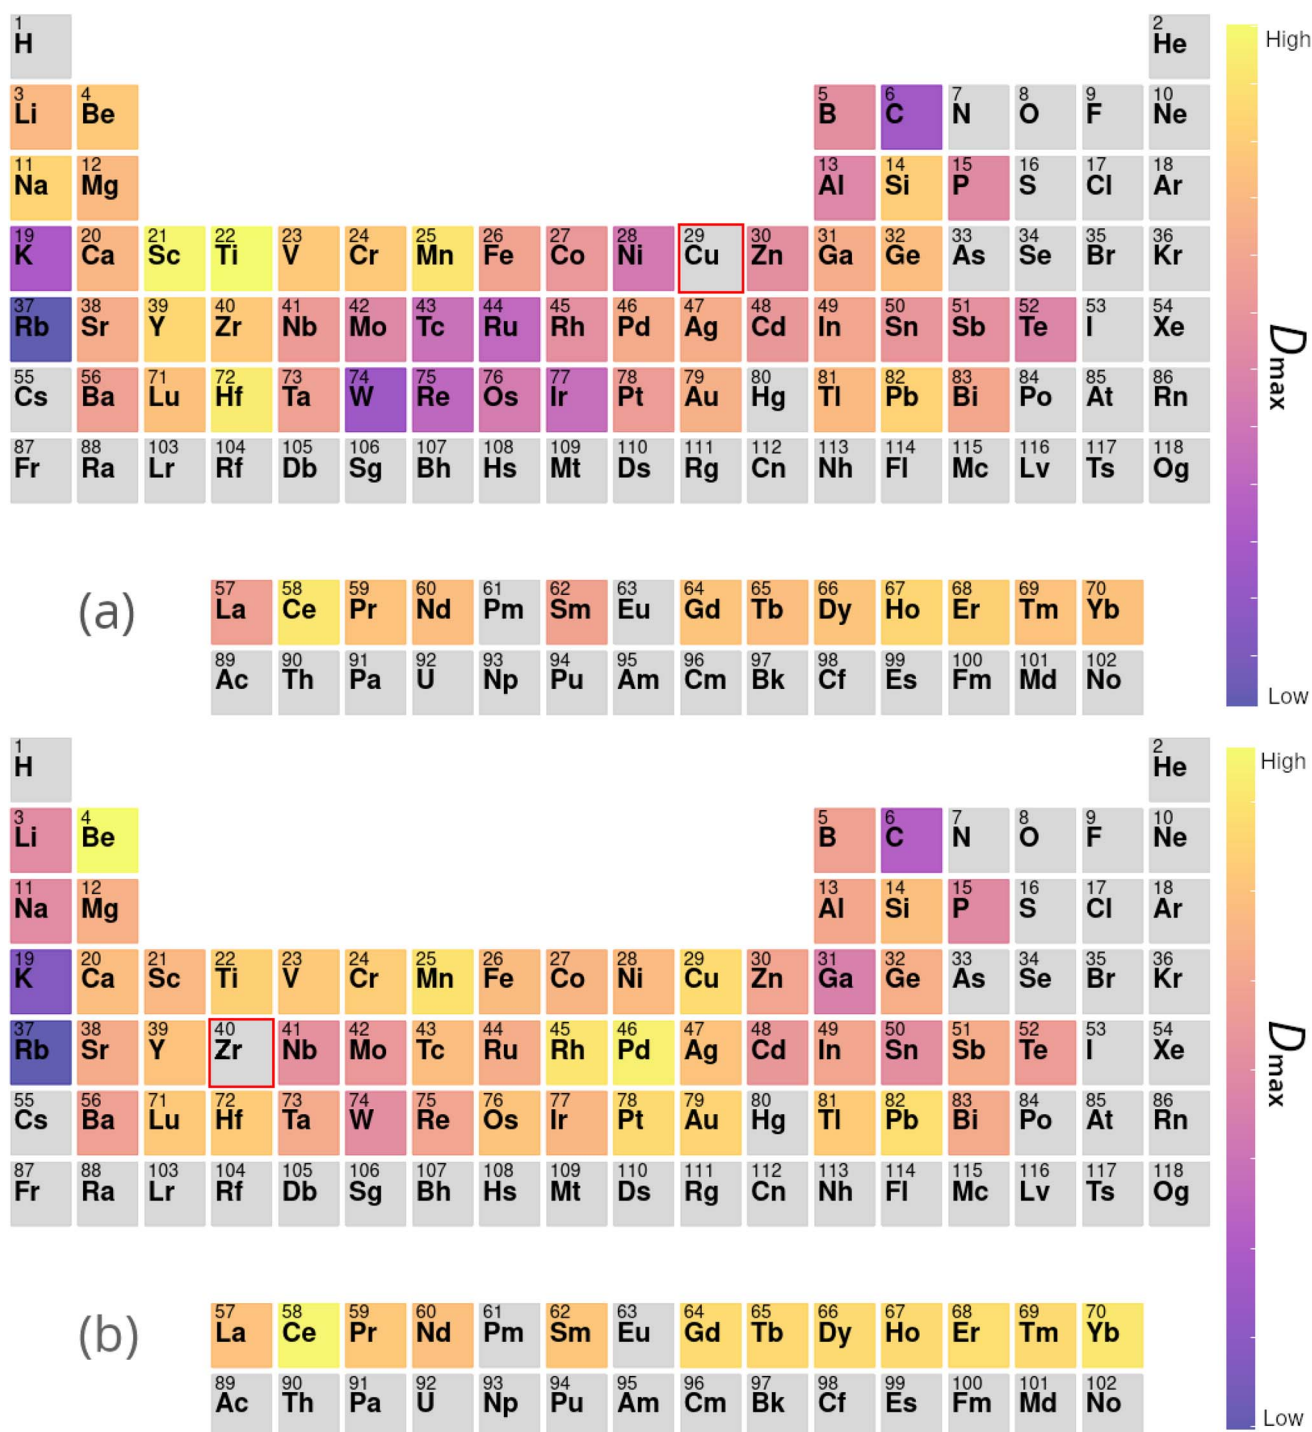 1 2
H He High
3 4 5 6 7 8 9 10
Li Be B C N O F Ne
11 12 13 14 15 16 17 18
Na Mg Al Si P S Cl Ar
19 20 21 22 23 24 25 26 27 28 29 30 31 32 33 34 35 36
K Ca Sc Ti V Cr Mn Fe Co Ni Cu Zn Ga Ge As Se Br Kr
37 38 39 40 41 42 43 44 45 46 47 48 49 50 51 52 53 54
Rb Sr Y Zr Nb Mo Tc Ru Rh Pd Ag Cd In Sn Sb Te I Xe
Dmax
55 56 71 72 73 74 75 76 77 78 79 80 81 82 83 84 85 86
Cs Ba Lu Hf Ta W Re Os Ir Pt Au Hg Tl Pb Bi Po At Rn
87 88 103 104 105 106 107 108 109 110 111 112 113 114 115 116 117 118
Fr Ra Lr Rf Db Sg Bh Hs Mt Ds Rg Cn Nh Fl Mc Lv Ts Og
57 58 59 60 61 62 63 64 65 66 67 68 69 70
(a) La Ce Pr Nd Pm Sm Eu Gd Tb Dy Ho Er Tm Yb
89 90 91 92 93 94 95 96 97 98 99 100 101 102
Ac Th Pa U Np Pu Am Cm Bk Cf Es Fm Md No Low
1 2
H He High
3 4 5 6 7 8 9 10
Li Be B C N O F Ne
11 12 13 14 15 16 17 18
Na Mg Al Si P S Cl Ar
19 20 21 22 23 24 25 26 27 28 29 30 31 32 33 34 35 36
K Ca Sc Ti V Cr Mn Fe Co Ni Cu Zn Ga Ge As Se Br Kr
37 38 39 40 41 42 43 44 45 46 47 48 49 50 51 52 53 54
Rb Sr Y Zr Nb Mo Tc Ru Rh Pd Ag Cd In Sn Sb Te I Xe
Dmax
55 56 71 72 73 74 75 76 77 78 79 80 81 82 83 84 85 86
Cs Ba Lu Hf Ta W Re Os Ir Pt Au Hg Tl Pb Bi Po At Rn
87 88 103 104 105 106 107 108 109 110 111 112 113 114 115 116 117 118
Fr Ra Lr Rf Db Sg Bh Hs Mt Ds Rg Cn Nh Fl Mc Lv Ts Og
57 58 59 60 61 62 63 64 65 66 67 68 69 70
(b) La Ce Pr Nd Pm Sm Eu Gd Tb Dy Ho Er Tm Yb
89 90 91 92 93 94 95 96 97 98 99 100 101 102
Ac Th Pa U Np Pu Am Cm Bk Cf Es Fm Md No Low